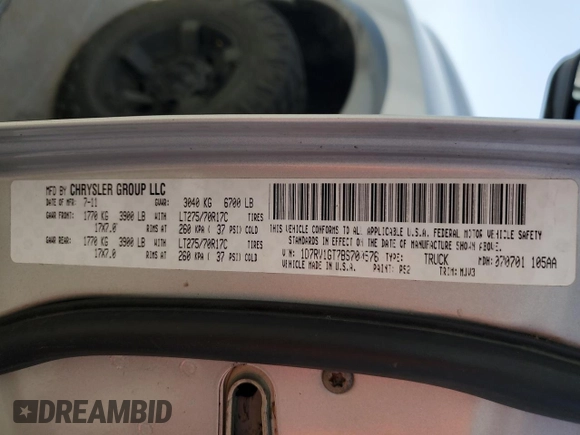 MFD BY CHRYSLER GROUP LLC
DATE OF MFR: 7-11 GVWR: 3040 KG 6700 LB
GAWR FRONT: 1770 KG 3900 LB WITH LT275/70R17C TIRES
17X7.0 260 KPA ( 37 PSI) COLD
GAWR REAR: 1770 KG 3900 LB WITH LT275/70R17C TIRES
17X7.0 260 KPA ( 37 PSI) COLD
THIS VEHICLE CONFORMS TO ALL APPLICABLE U.S.A. FEDERAL MOTOR VEHICLE SAFETY
STANDARDS IN EFFECT ON THE DATE OF MANUFACTURE SHOWN ABOVE.
TYPE: TRUCK MDH: 070701 105AA
VEHICLE MADE IN U.S.A. PAINT: PS2 TRIM: MJV3
DREAMBID